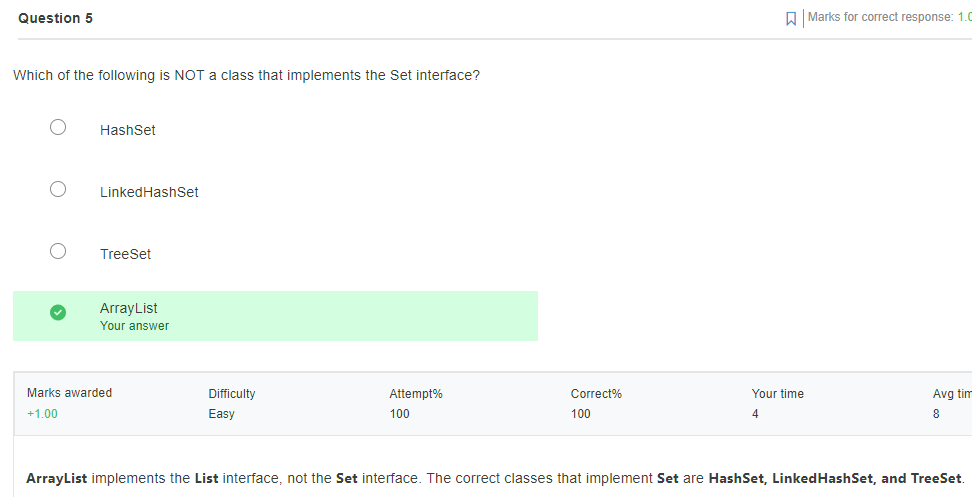 Question 5
Marks for correct response: 1.0
Which of the following is NOT a class that implements the Set interface?
HashSet
LinkedHashSet
TreeSet
ArrayList
Your answer
Marks awarded Difficulty Attempt% Correct% Your time Avg tim
+1.00 Easy 100 100 4 8
ArrayList implements the List interface, not the Set interface. The correct classes that implement Set are HashSet, LinkedHashSet, and TreeSet.